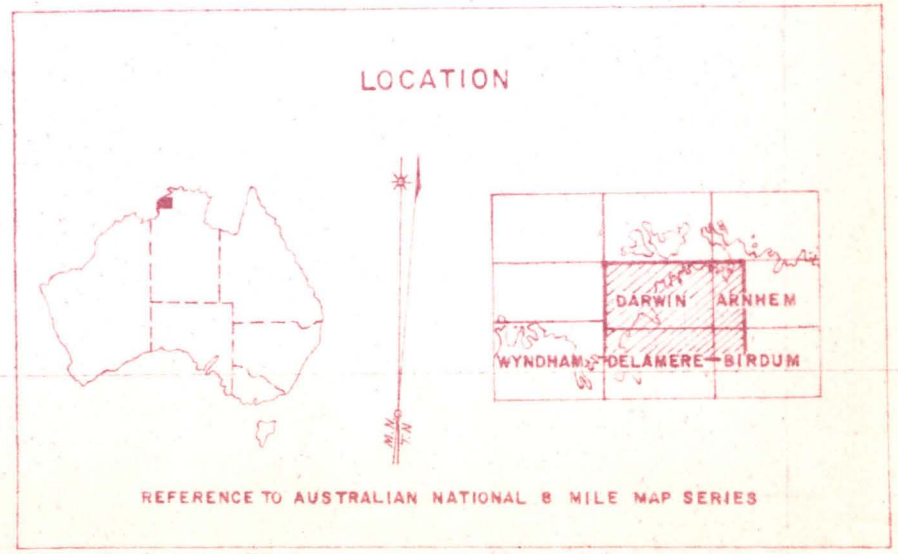 LOCATION
M.N.
T.N.
DARWIN ARNHEM
WYNDHAM DELAMERE BIRDUM
REFERENCE TO AUSTRALIAN NATIONAL 8 MILE MAP SERIES